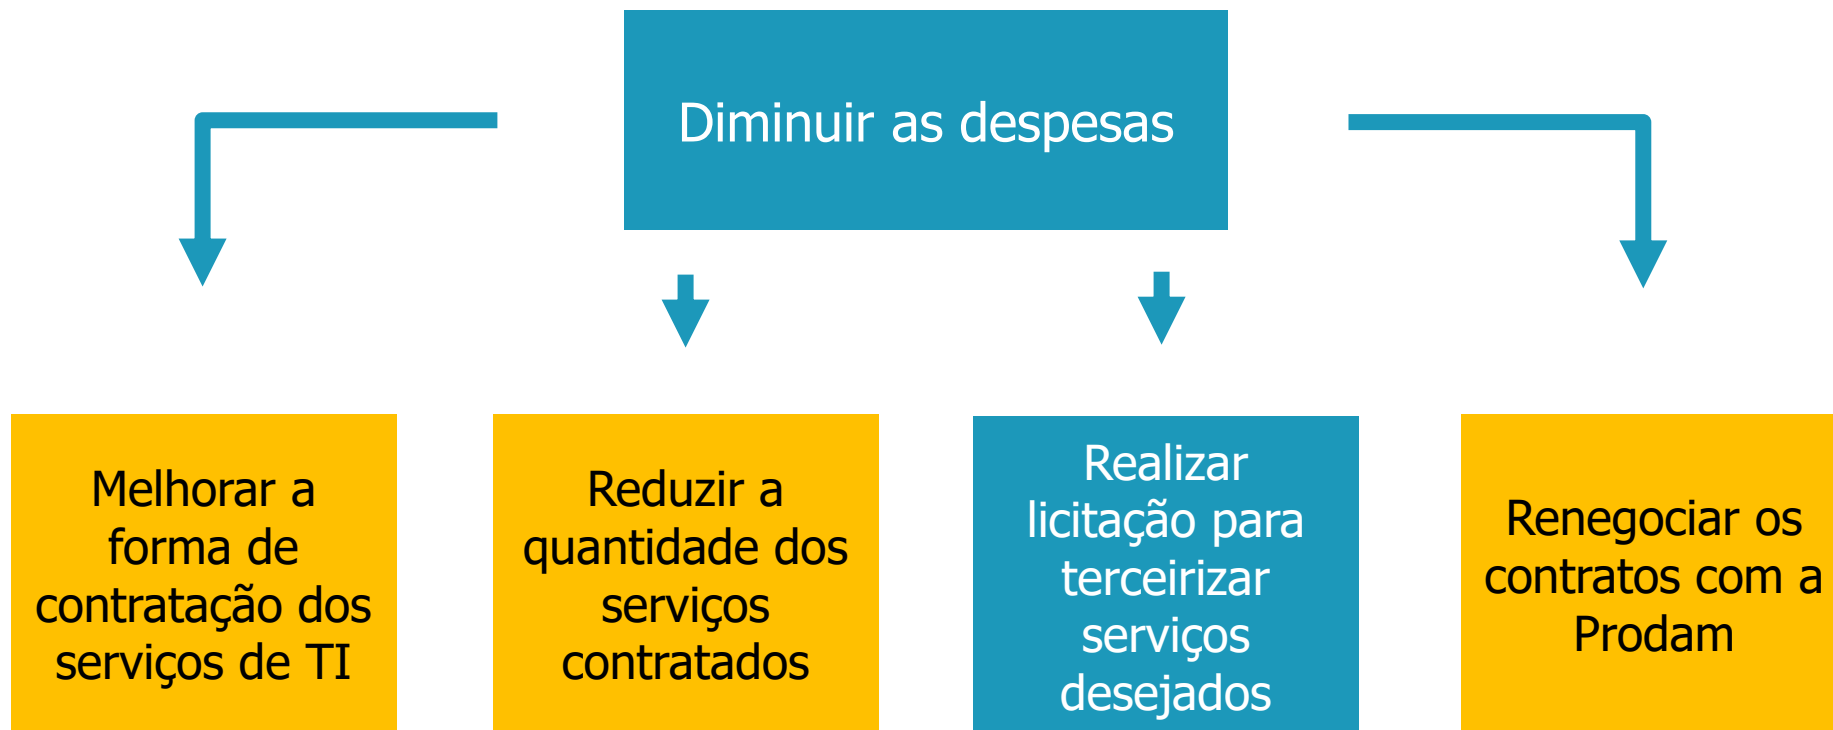 Diminuir as despesas
Melhorar a
forma de
contratação dos
serviços de TI
Reduzir a
quantidade dos
serviços
contratados
Realizar
licitação para
terceirizar
serviços
desejados
Renegociar os
contratos com a
Prodam